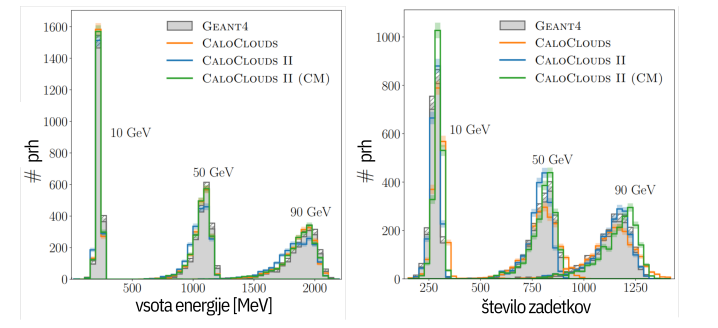 GEANT4
CALOCLOUDS
CALOCLOUDS II
CALOCLOUDS II (CM)
10 GeV
50 GeV
90 GeV
# prh
1600
1400
1200
1000
800
600
400
200
0
500
1000
1500
2000
vsota energije [MeV]
GEANT4
CALOCLOUDS
CALOCLOUDS II
CALOCLOUDS II (CM)
10 GeV
50 GeV
90 GeV
# prh
1000
800
600
400
200
0
250
500
750
1000
1250
število zadetkov